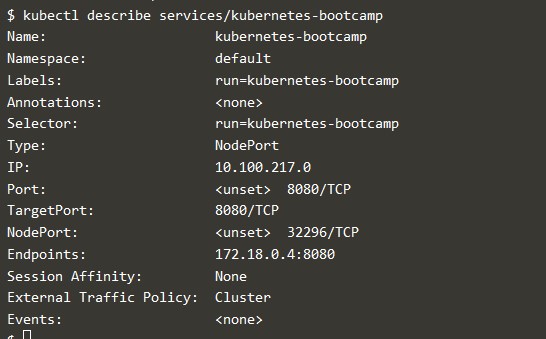 $ kubectl describe services/kubernetes-bootcamp
Name: kubernetes-bootcamp
Namespace: default
Labels: run=kubernetes-bootcamp
Annotations: <none>
Selector: run=kubernetes-bootcamp
Type: NodePort
IP: 10.100.217.0
Port: <unset> 8080/TCP
TargetPort: 8080/TCP
NodePort: <unset> 32296/TCP
Endpoints: 172.18.0.4:8080
Session Affinity: None
External Traffic Policy: Cluster
Events: <none>
$